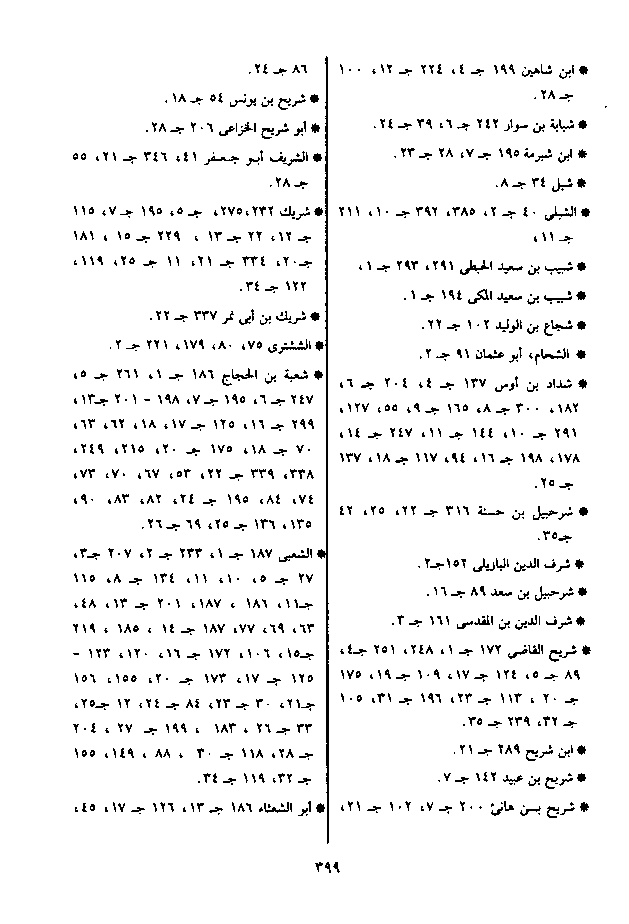 * ابن شاهين ١٩٩ جـ ٤، ٢٢٤ جـ ١٢، ١٠٠
جـ ٢٨.
* شبابة بن سوار ٢٤٢ جـ ٦، ٣٩ جـ ٢٤.
* ابن شبرمة ١٩٥ جـ ٧، ٢٨ جـ ٢٣.
* شبل ٣٤ جـ ٨.
* الشبلى ٤٠ جـ ٢، ٣٨٥، ٣٩٢ جـ ١٠، ٢١١
جـ ١١،
* شبيب بن سعيد الحبطى ٢٩١، ٢٩٣ جـ ١،
* شبيب بن سعيد المكى ١٩٤ جـ ١.
* شجاع بن الوليد ١٠٢ جـ ٢٢.
* الشحام، أبو عثمان ٩١ جـ ٢.
* شداد بن أوس ١٣٧ جـ ٤، ٢٠٤ جـ ٦،
١٨٢، ٣٠٠ جـ ٨، ١٦٥ جـ ٩، ٥٥، ١٢٧،
٢٩١ جـ ١٠، ١٤٤ جـ ١١، ٢٤٧ جـ ١٤،
١٧٨، ١٩٨ جـ ١٦، ٩٤، ١١٧ جـ ١٨، ١٣٧
جـ ٢٥.
* شرحبيل بن حسنة ٣١٦ جـ ٢٢، ٢٥، ٤٢
جـ٣٥.
* شرف الدين البازيلى ١٥٢جـ٢.
* شرحبيل بن سعد ٨٩ جـ ١٦.
* شرف الدين بن المقدسى ١٦١ جـ ٣.
* شريح القاضي ١٧٢ جـ ١، ٢٤٨، ٢٥١ جـ٤،
٨٩ جـ ٥، ١٢٤ جـ ١٧، ١٠٩ جـ ١٩، ١٧٥
جـ ٢٠ ، ١١٣ جـ ٢٣، ١٩٦ جـ ٣١، ١٠٥
جـ ٣٢، ٢٣٩ جـ ٣٥.
* ابن شريح ٢٨٩ جـ ٢١.
* شريح بن عبيد ١٤٢ جـ ٧.
* شريح بـن هانئ ٢٠٠ جـ ٧، ١٠٢ جـ ٢١،
٨٦ جـ ٢٤.
* شريح بن يونس ٥٤ جـ ١٨.
* أبو شريح الخزاعى ٢٠٦ جـ ٢٨.
* الشريف أبـو جـعـفر ٤١، ٣٤٦ جـ ٢١، ٥٥
جـ ٢٨.
* شريك ٢٣٢،٢٧٥، جـ ٥، ١٩٥ جـ ٧، ١١٥
جـ ١٢، ٢٢ جـ ١٣ ، ٢٢٩ جـ ١٥ ، ١٨١
جـ٢٠، ٣٣٤ جـ ٢١، ١١ جـ ٢٥، ١١٩،
١٢٢ جـ ٣٤.
* شريك بن أبى نمر ٣٣٧ جـ ٢٢.
* الششترى ٧٥، ٨٠، ١٧٩، ٢٢١ جـ ٢.
* شعبة بن الحجاج ١٨٦ جـ ١، ٢٦١ جـ ٥،
٢٤٧ جـ ٦، ١٩٥ جـ ٧، ١٩٨ - ٢٠١ جـ١٣،
٢٩٩ جـ ١٦، ١٢٥ جـ ١٧، ١٨، ٦٢، ٦٣،
٧٠ جـ ١٨، ١٧٥ جـ ٢٠، ٢١٥، ٢٤٩،
٣٣٨، ٣٣٩ جـ ٢٢، ٥٣، ٦٧، ٧٠، ٧٣،
٧٤، ٨٤، ١٩٥ جـ ٢٤، ٨٢، ٨٣، ٩٠،
١٣٥، ١٣٦ جـ ٢٥، ٦٩ جـ ٢٦.
* الشعبى ١٨٧ جـ ١، ٢٣٣ جـ ٢، ٢٠٧ جـ٣،
٢٧ جـ ٥، ١٠، ١١، ١٣٤ جـ ٨، ١١٥
جـ١١، ١٨٦ ، ١٨٧، ٢٠١ جـ ١٣، ٤٨،
٦٣، ٦٩، ٧٧، ١٨٧ جـ ١٤ ، ١٨٥ ، ٢١٩
جـ١٥، ١٠٦، ١٧٢ جـ ١٦، ١٢٠، ١٢٣ -
١٢٥ جـ ١٧، ١٧٣ جـ ٢٠، ١٥٥، ١٥٦
جـ٢١، ٣٠ جـ ٢٣، ٨٤ جـ ٢٤، ١٢ جـ٢٥،
٣٣ جـ ٢٦ ، ١٨٣ ، ١٩٩ جـ ٢٧ ، ٢٠٤
جـ ٢٨، ١١٨ جـ ٣٠ ، ٨٨ ، ١٤٩، ١٥٥
جـ ٣٢، ١١٩ جـ ٣٤.
* أبو الشعثاء ١٨٦ جـ ١٣، ١٢٦ جـ ١٧، ٤٥،
٣٩٩